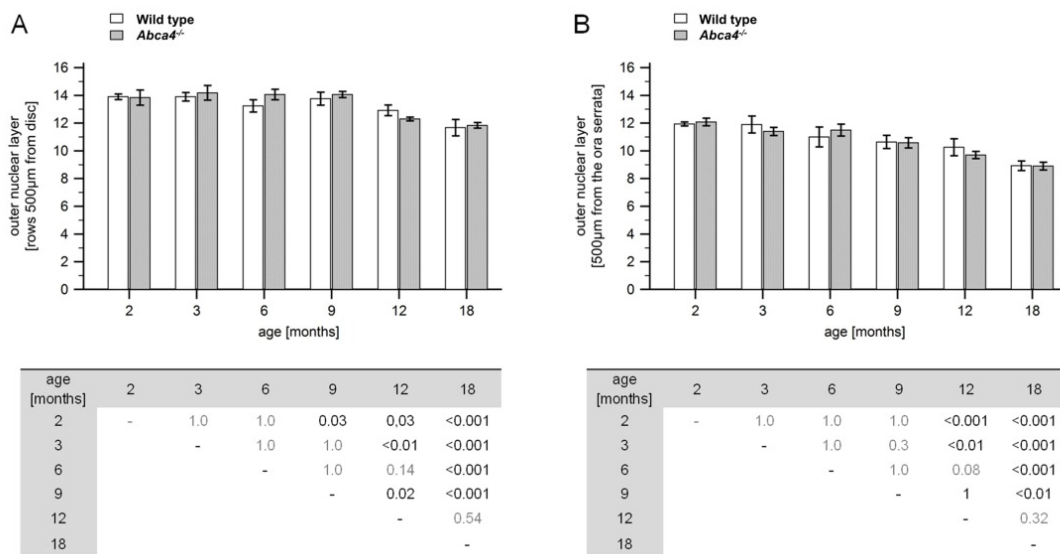 A
Wild type
Abca4-/-
outer nuclear layer
[rows 500µm from disc]
16
14
12
10
8
6
4
2
0
2 3 6 9 12 18
age [months]
age
[months] 2 3 6 9 12 18
2 - 1.0 1.0 0.03 0,03 <0.001
3 - 1.0 1.0 <0.01 <0.001
6 - 1.0 0.14 <0.001
9 - 0.02 <0.001
12 - 0.54
18 -
B
Wild type
Abca4-/-
outer nuclear layer
[500µm from the ora serrata]
16
14
12
10
8
6
4
2
0
2 3 6 9 12 18
age [months]
age
[months] 2 3 6 9 12 18
2 - 1.0 1.0 1.0 <0.001 <0.001
3 - 1.0 0.3 <0.01 <0.001
6 - 1.0 0.08 <0.001
9 - 1 <0.01
12 - 0.32
18 -